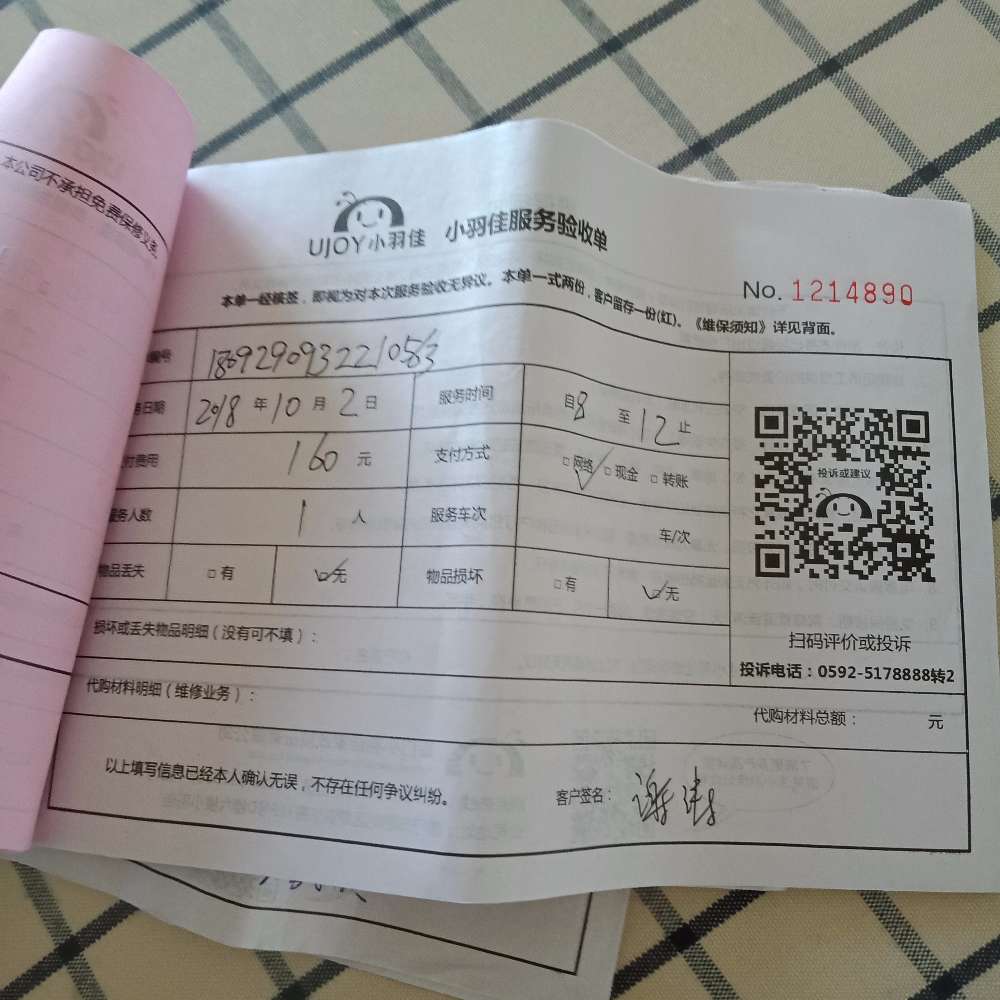 本公司不承担免费保修义务
UJOY小羽佳 小羽佳服务验收单
No. 1214890
本单一经核签，即视为对本次服务验收无异议。本单一式两份，客户留存一份(红)。《维保须知》详见背面。
编号 180929093221053
日期 2018 年 10 月 2 日 服务时间 自 8 至 12 止
付费用 160 元 支付方式 □网络 □现金 □转账
服务人数 1 人 服务车次 车/次
物品丢失 □有 □无 物品损坏 □有 □无
投诉或建议
扫码评价或投诉
投诉电话：0592-5178888转2
损坏或丢失物品明细（没有可不填）：
代购材料明细（维修业务）：
代购材料总额： 元
以上填写信息已经本人确认无误，不存在任何争议纠纷。
客户签名：谢